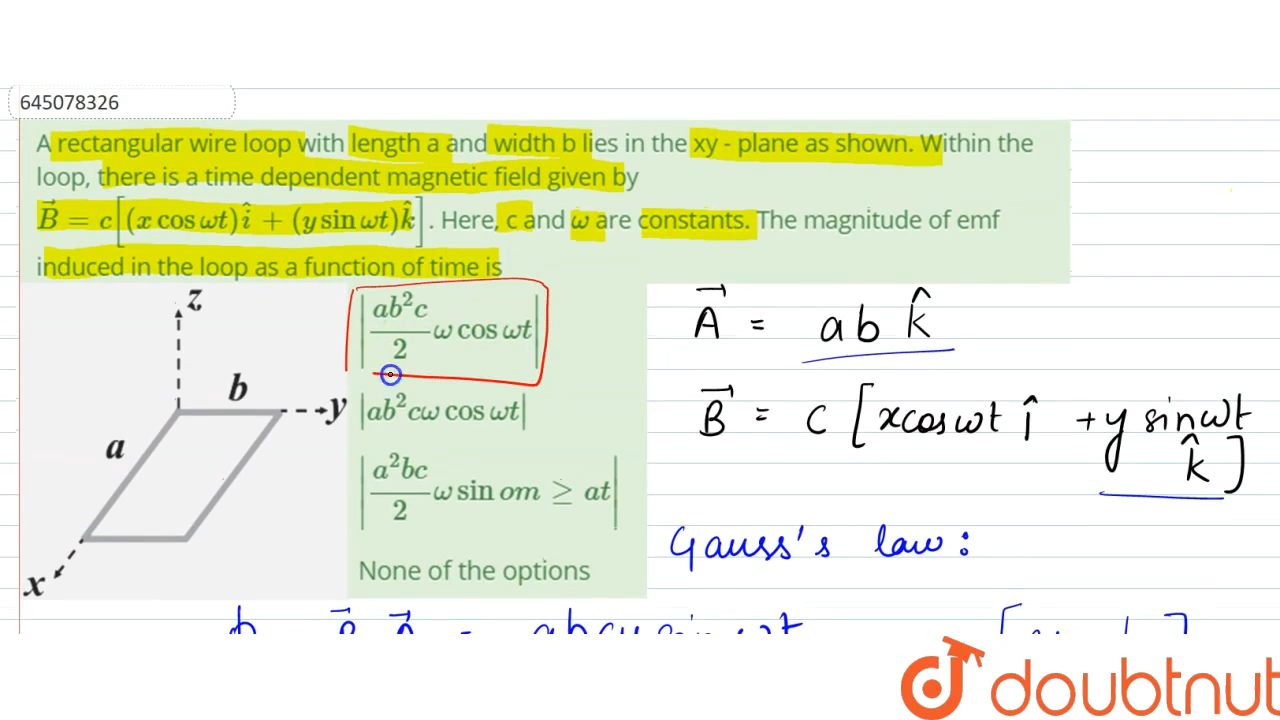 645078326
A rectangular wire loop with length a and width b lies in the xy - plane as shown. Within the
loop, there is a time dependent magnetic field given by
\vec{B} = c[(x cos ωt)î + (y sin ωt)k̂]. Here, c and ω are constants. The magnitude of emf
induced in the loop as a function of time is
z
b
y
a
x
|ab²c/2 ω cos ωt|
|ab²cω cos ωt|
|a²bc/2 ω sin om ≥ at|
None of the options
\vec{A} = ab k̂
\vec{B} = c [x cos ωt î + y sin ωt
k̂]
Gauss's law:
doubtnut